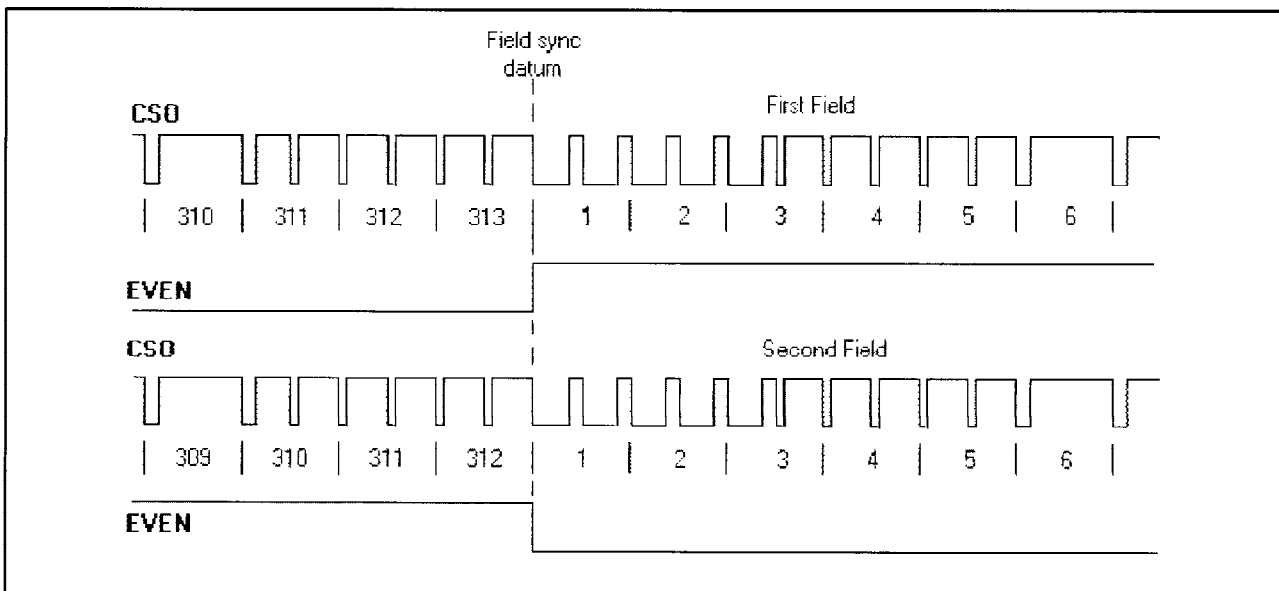 Field sync
datum
CSO
First Field
310 311 312 313 1 2 3 4 5 6
EVEN
CSO
Second Field
309 310 311 312 1 2 3 4 5 6
EVEN